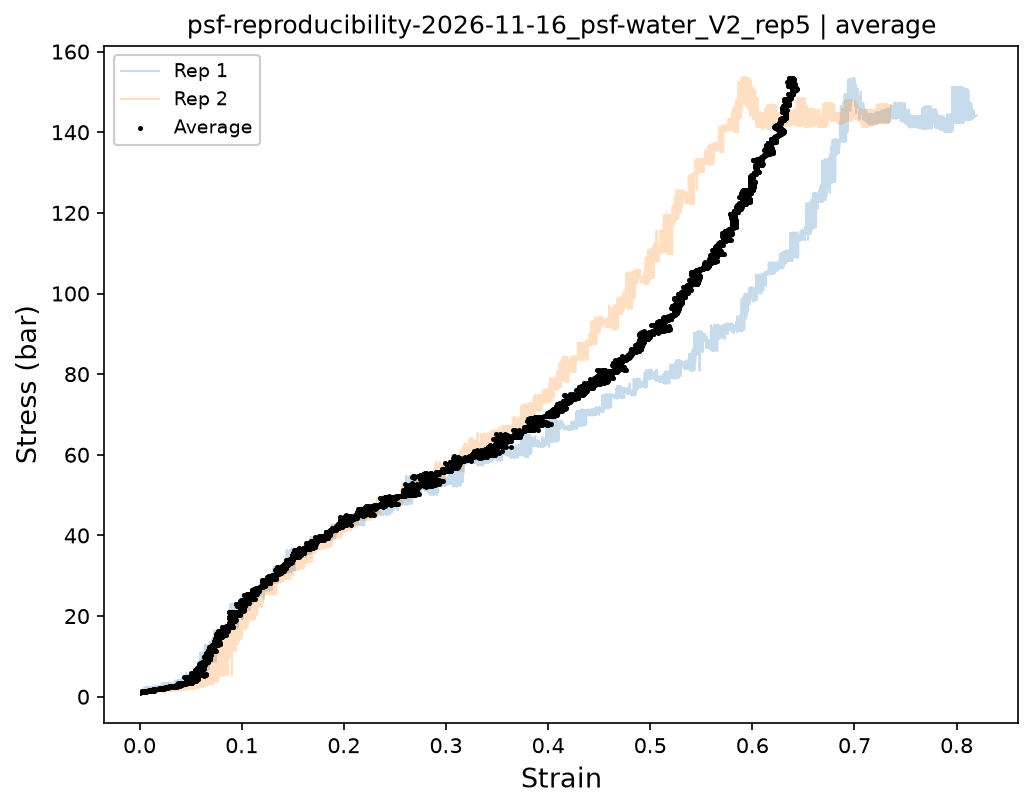 psf-reproducibility-2026-11-16_psf-water_V2_rep5 | average
Rep 1
Rep 2
Average
Stress (bar)
160
140
120
100
80
60
40
20
0
0.0 0.1 0.2 0.3 0.4 0.5 0.6 0.7 0.8
Strain